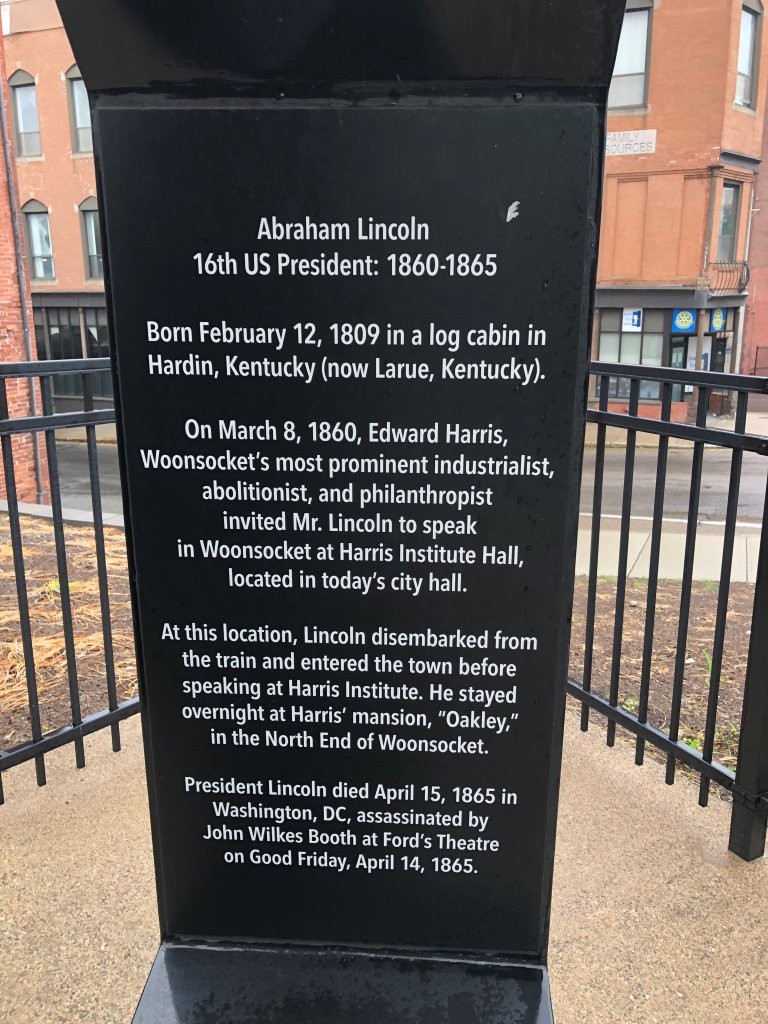 FAMILY
SOURCES
Abraham Lincoln
16th US President: 1860-1865
Born February 12, 1809 in a log cabin in
Hardin, Kentucky (now Larue, Kentucky).
On March 8, 1860, Edward Harris,
Woonsocket's most prominent industrialist,
abolitionist, and philanthropist
invited Mr. Lincoln to speak
in Woonsocket at Harris Institute Hall,
located in today's city hall.
At this location, Lincoln disembarked from
the train and entered the town before
speaking at Harris Institute. He stayed
overnight at Harris' mansion, "Oakley,"
in the North End of Woonsocket.
President Lincoln died April 15, 1865 in
Washington, DC, assassinated by
John Wilkes Booth at Ford's Theatre
on Good Friday, April 14, 1865.